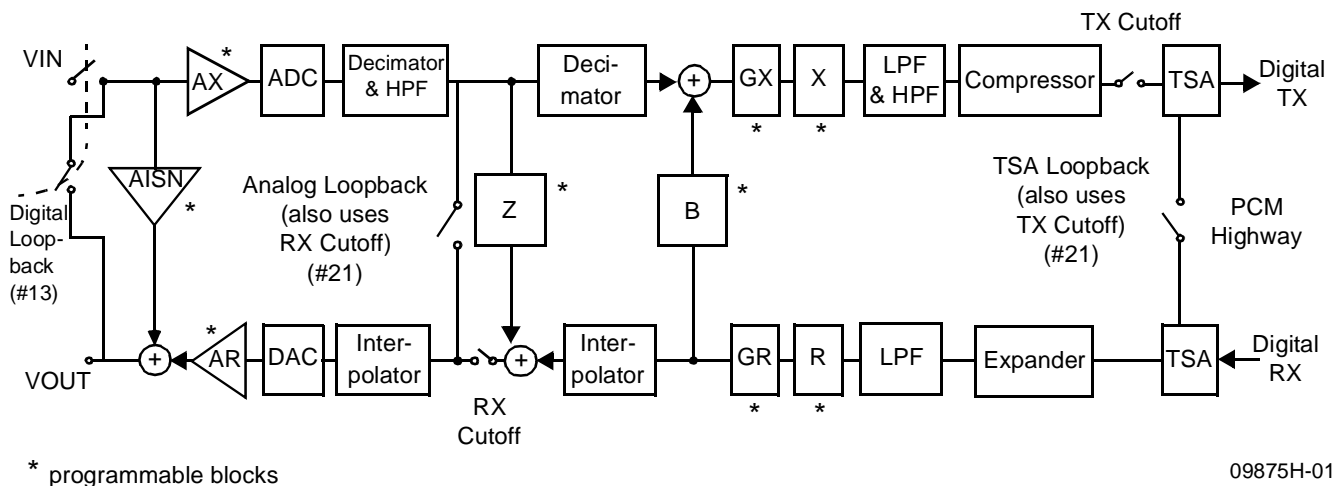 TX Cutoff
VIN
*
AX
ADC
Decimator
& HPF
Deci-
mator
+
GX
*
X
*
LPF
& HPF
Compressor
TSA
Digital
TX
AISN
*
Analog Loopback
(also uses
RX Cutoff)
(#21)
Z
*
B
*
TSA Loopback
(also uses
TX Cutoff)
(#21)
PCM
Highway
Digital
Loop-
back
(#13)
VOUT
+
*
AR
DAC
Inter-
polator
RX
Cutoff
+
Inter-
polator
GR
*
R
*
LPF
Expander
TSA
Digital
RX
* programmable blocks
09875H-01